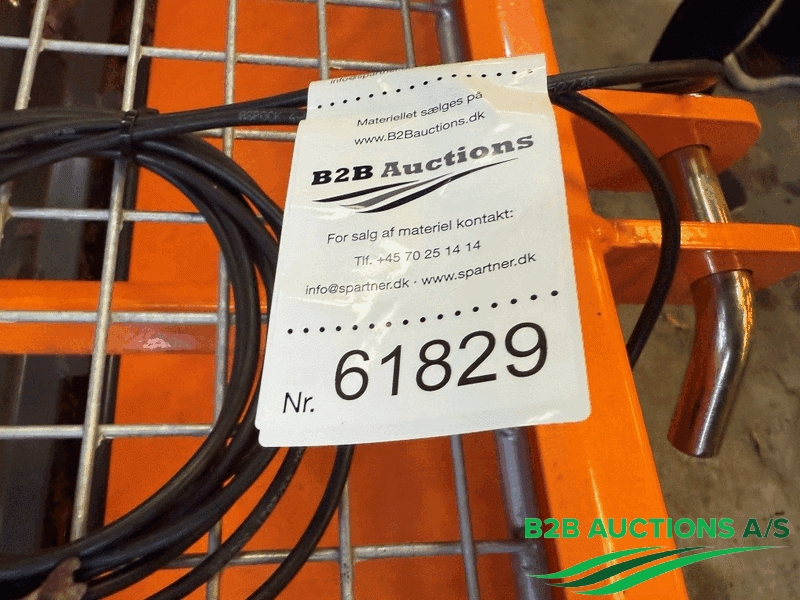 Materiellet sælges på
www.B2Bauctions.dk
B2B Auctions
For salg af materiel kontakt:
Tlf. +45 70 25 14 14
info@spartner.dk · www.spartner.dk
Nr. 61829
B2B AUCTIONS A/S